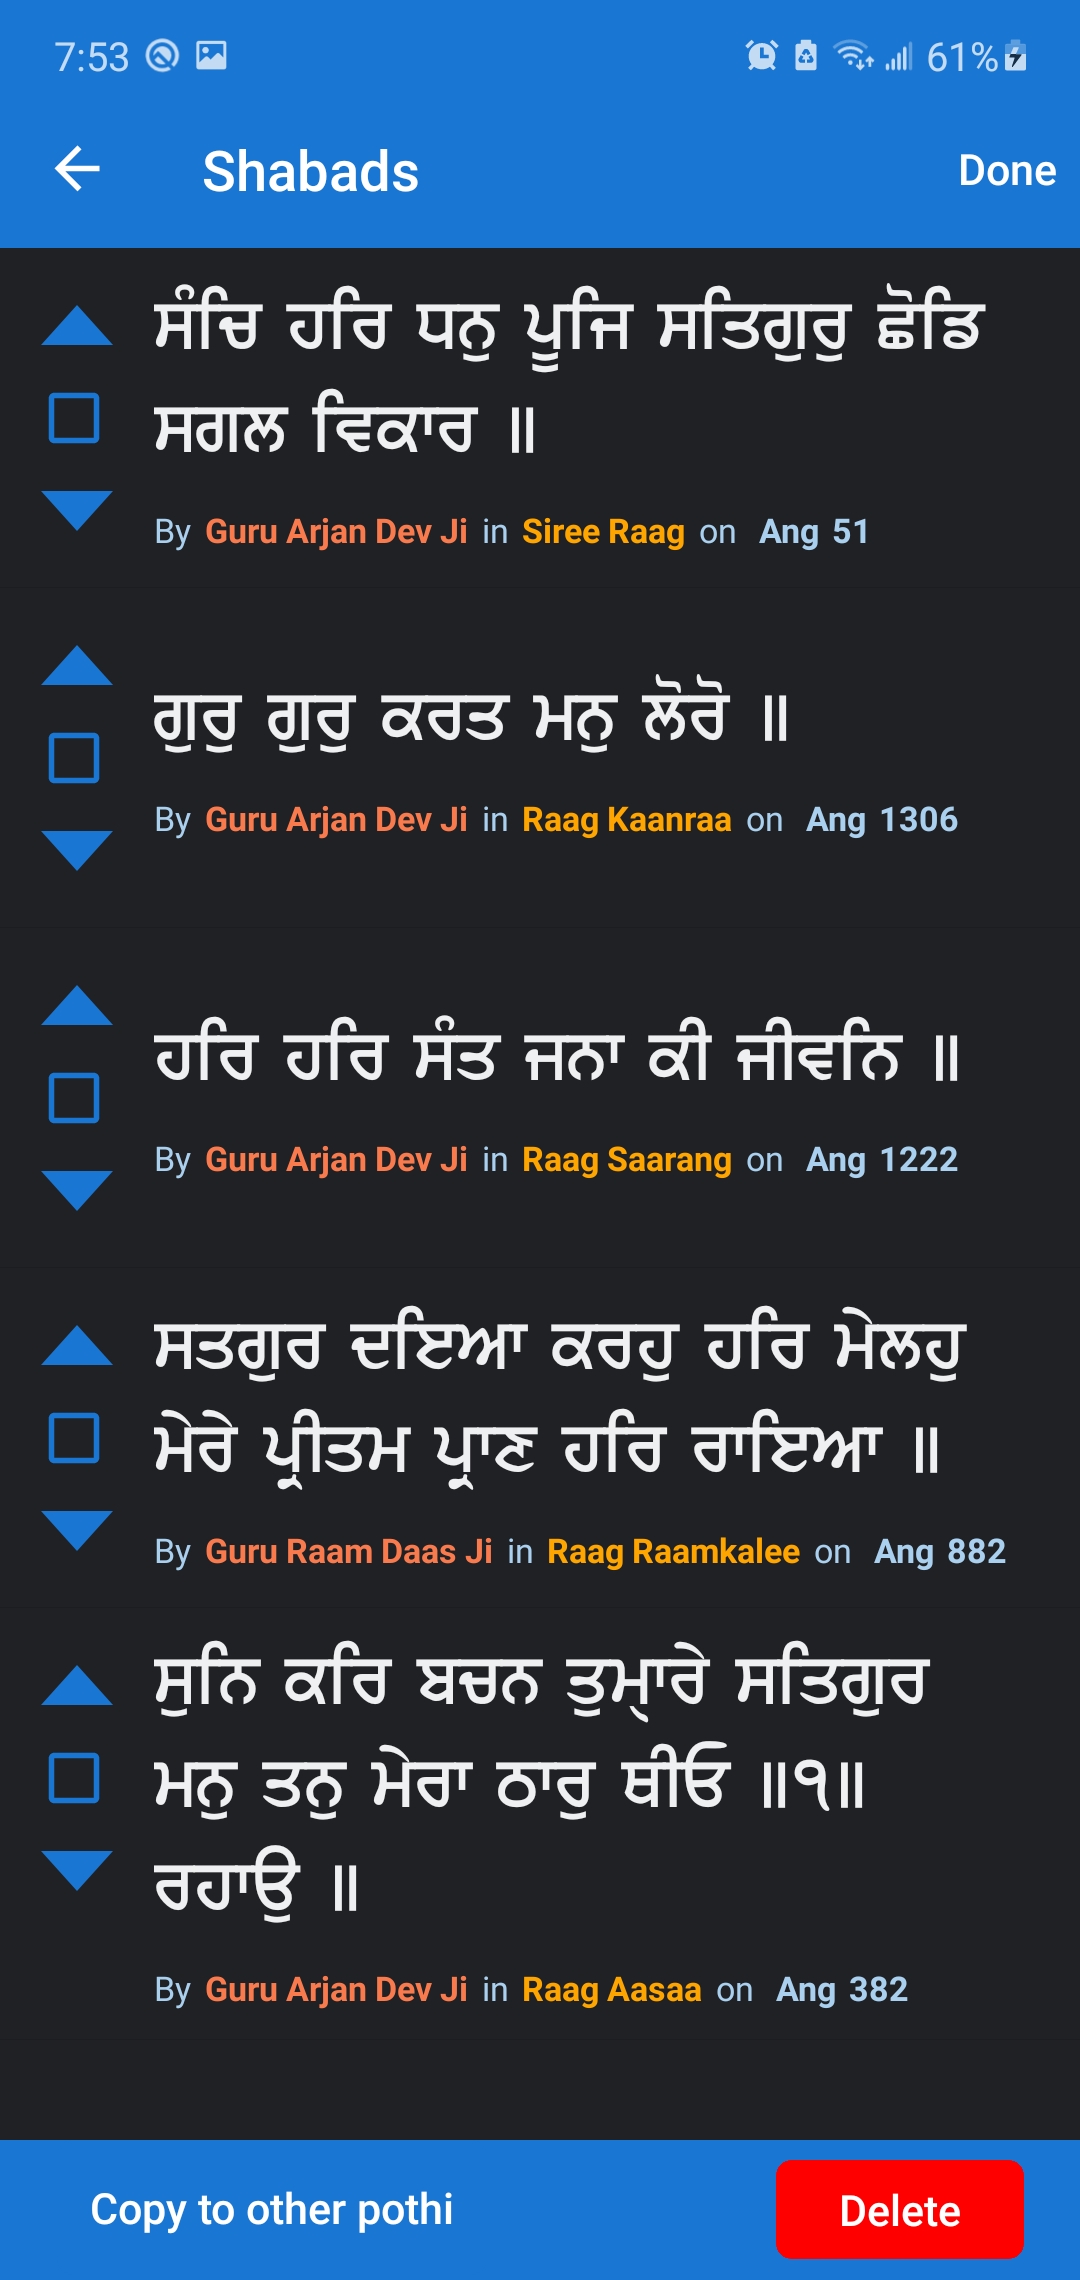 7:53 61%
Shabads Done
ਸੰਚਿ ਹਰਿ ਧਨੁ ਪੂਜਿ ਸਤਿਗੁਰੁ ਛੋਡਿ
ਸਗਲ ਵਿਕਾਰ ॥
By Guru Arjan Dev Ji in Siree Raag on Ang 51
ਗੁਰੁ ਗੁਰੁ ਕਰਤ ਮਨੁ ਲੋਰੋ ॥
By Guru Arjan Dev Ji in Raag Kaanraa on Ang 1306
ਹਰਿ ਹਰਿ ਸੰਤ ਜਨਾ ਕੀ ਜੀਵਨਿ ॥
By Guru Arjan Dev Ji in Raag Saarang on Ang 1222
ਸਤਗੁਰ ਦਇਆ ਕਰਹੁ ਹਰਿ ਮੇਲਹੁ
ਮੇਰੇ ਪ੍ਰੀਤਮ ਪ੍ਰਾਣ ਹਰਿ ਰਾਇਆ ॥
By Guru Raam Daas Ji in Raag Raamkalee on Ang 882
ਸੁਨਿ ਕਰਿ ਬਚਨ ਤੁਮ੍ਹਾਰੇ ਸਤਿਗੁਰ
ਮਨੁ ਤਨੁ ਮੇਰਾ ਠਾਰੁ ਥੀਓ ॥੧॥
ਰਹਾਉ ॥
By Guru Arjan Dev Ji in Raag Aasaa on Ang 382
Copy to other pothi Delete